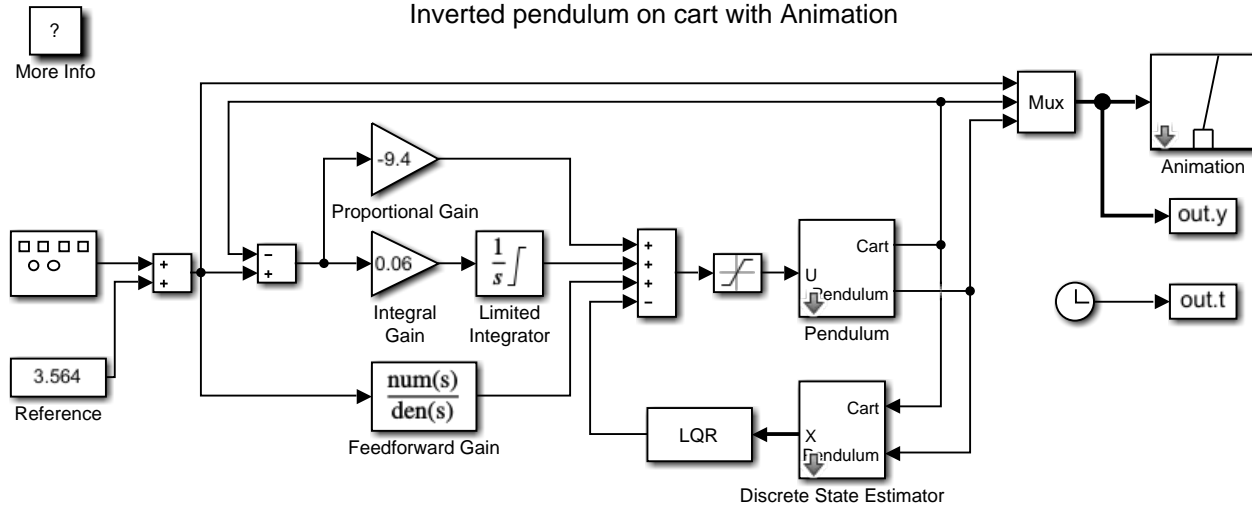 Inverted pendulum on cart with Animation
?
More Info
Mux
Animation
-9.4
Proportional Gain
out.y
−
+
+
+
0.06
Integral
Gain
1
s
Limited
Integrator
+
+
+
−
Cart
U
Pendulum
Pendulum
out.t
3.564
Reference
num(s)
den(s)
Feedforward Gain
LQR
Cart
X
Pendulum
Discrete State Estimator